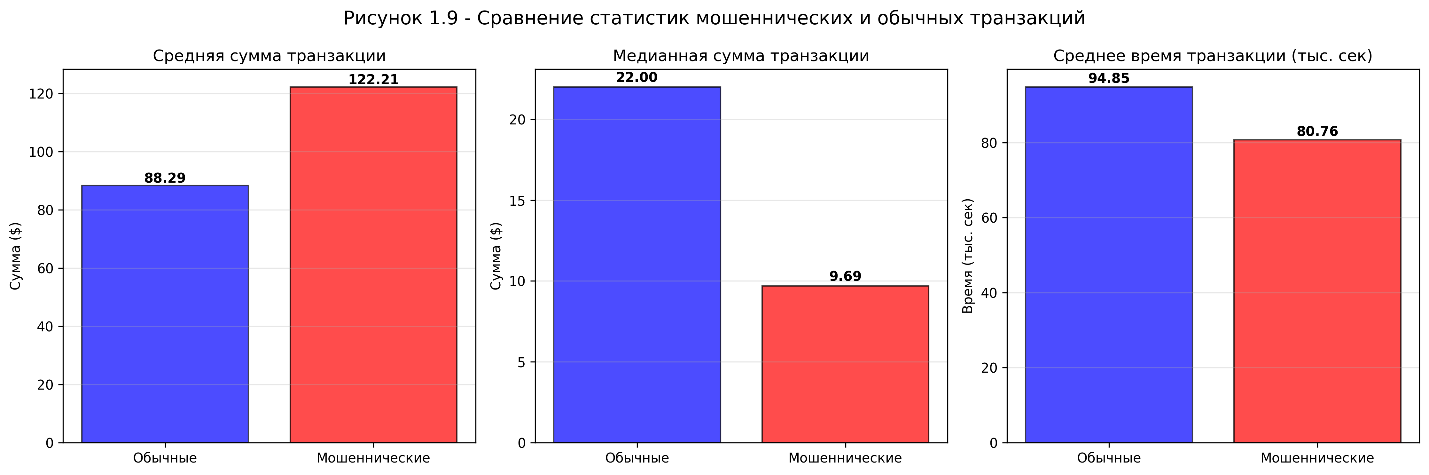 Рисунок 1.9 - Сравнение статистик мошеннических и обычных транзакций
Средняя сумма транзакции
Сумма ($)
120
100
80
60
40
20
0
88.29
122.21
Обычные
Мошеннические
Медианная сумма транзакции
Сумма ($)
20
15
10
5
0
22.00
9.69
Обычные
Мошеннические
Среднее время транзакции (тыс. сек)
Время (тыс. сек)
80
60
40
20
0
94.85
80.76
Обычные
Мошеннические